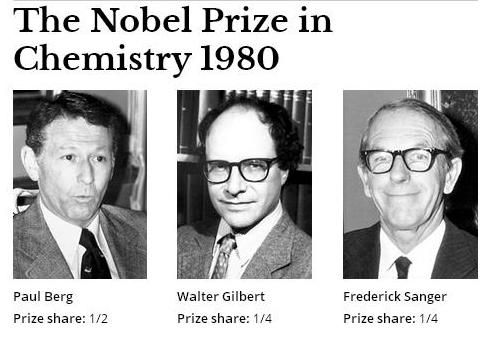 The Nobel Prize in
Chemistry 1980
Paul Berg
Prize share: 1/2
Walter Gilbert
Prize share: 1/4
Frederick Sanger
Prize share: 1/4